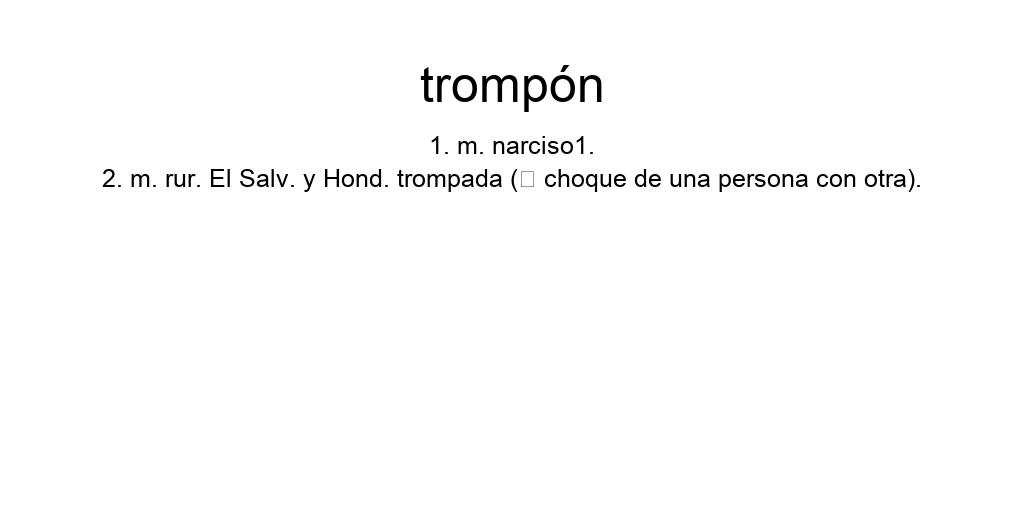 trompón
1. m. narciso1.
2. m. rur. El Salv. y Hond. trompada (□ choque de una persona con otra).